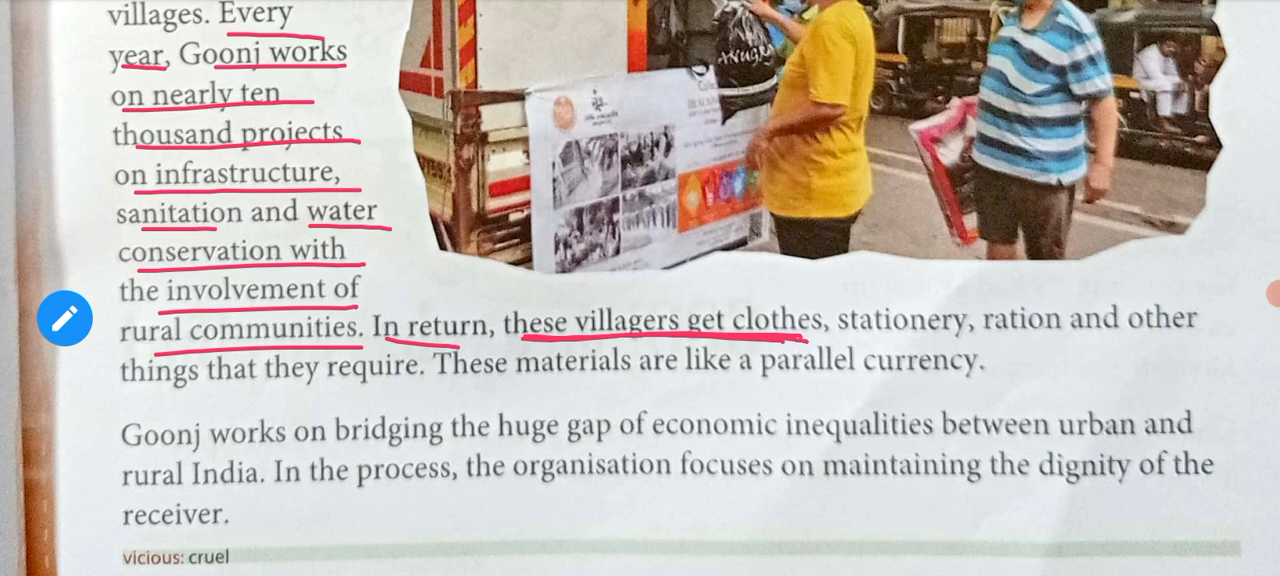 villages. Every
year, Goonj works
on nearly ten
thousand projects
on infrastructure,
sanitation and water
conservation with
the involvement of
rural communities. In return, these villagers get clothes, stationery, ration and other
things that they require. These materials are like a parallel currency.
Goonj works on bridging the huge gap of economic inequalities between urban and
rural India. In the process, the organisation focuses on maintaining the dignity of the
receiver.
vicious: cruel